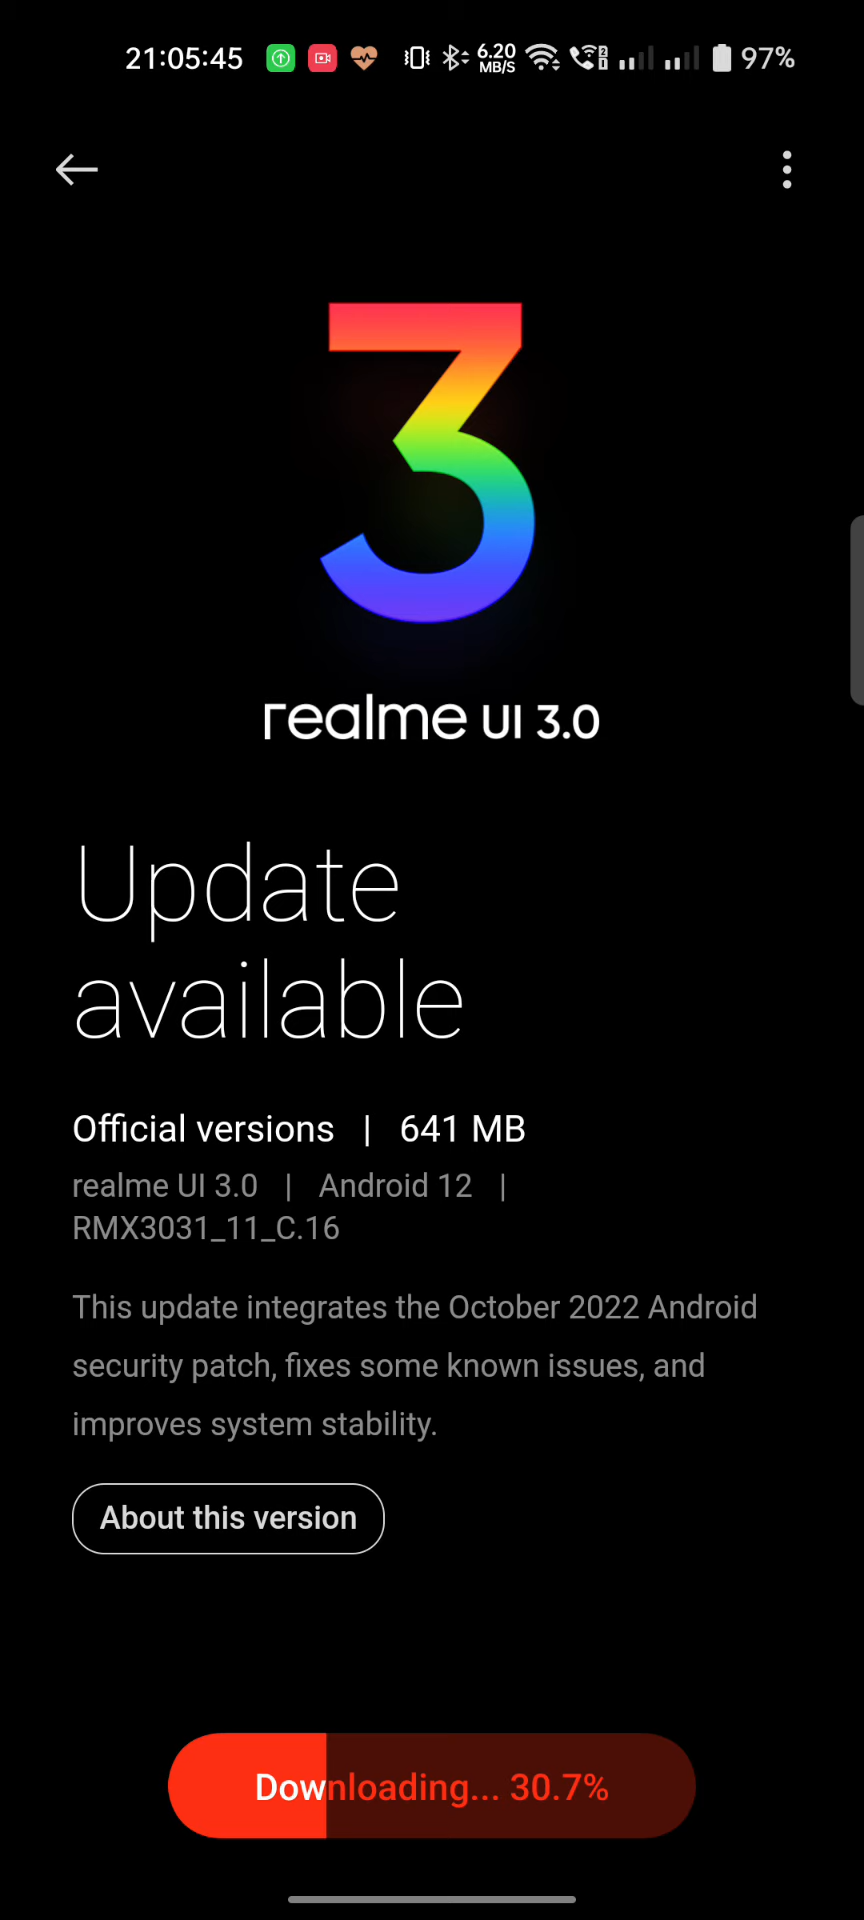 21:05:45 6.20 MB/S 97%
3
realme UI 3.0
Update
available
Official versions | 641 MB
realme UI 3.0 | Android 12 |
RMX3031_11_C.16
This update integrates the October 2022 Android
security patch, fixes some known issues, and
improves system stability.
About this version
Downloading... 30.7%